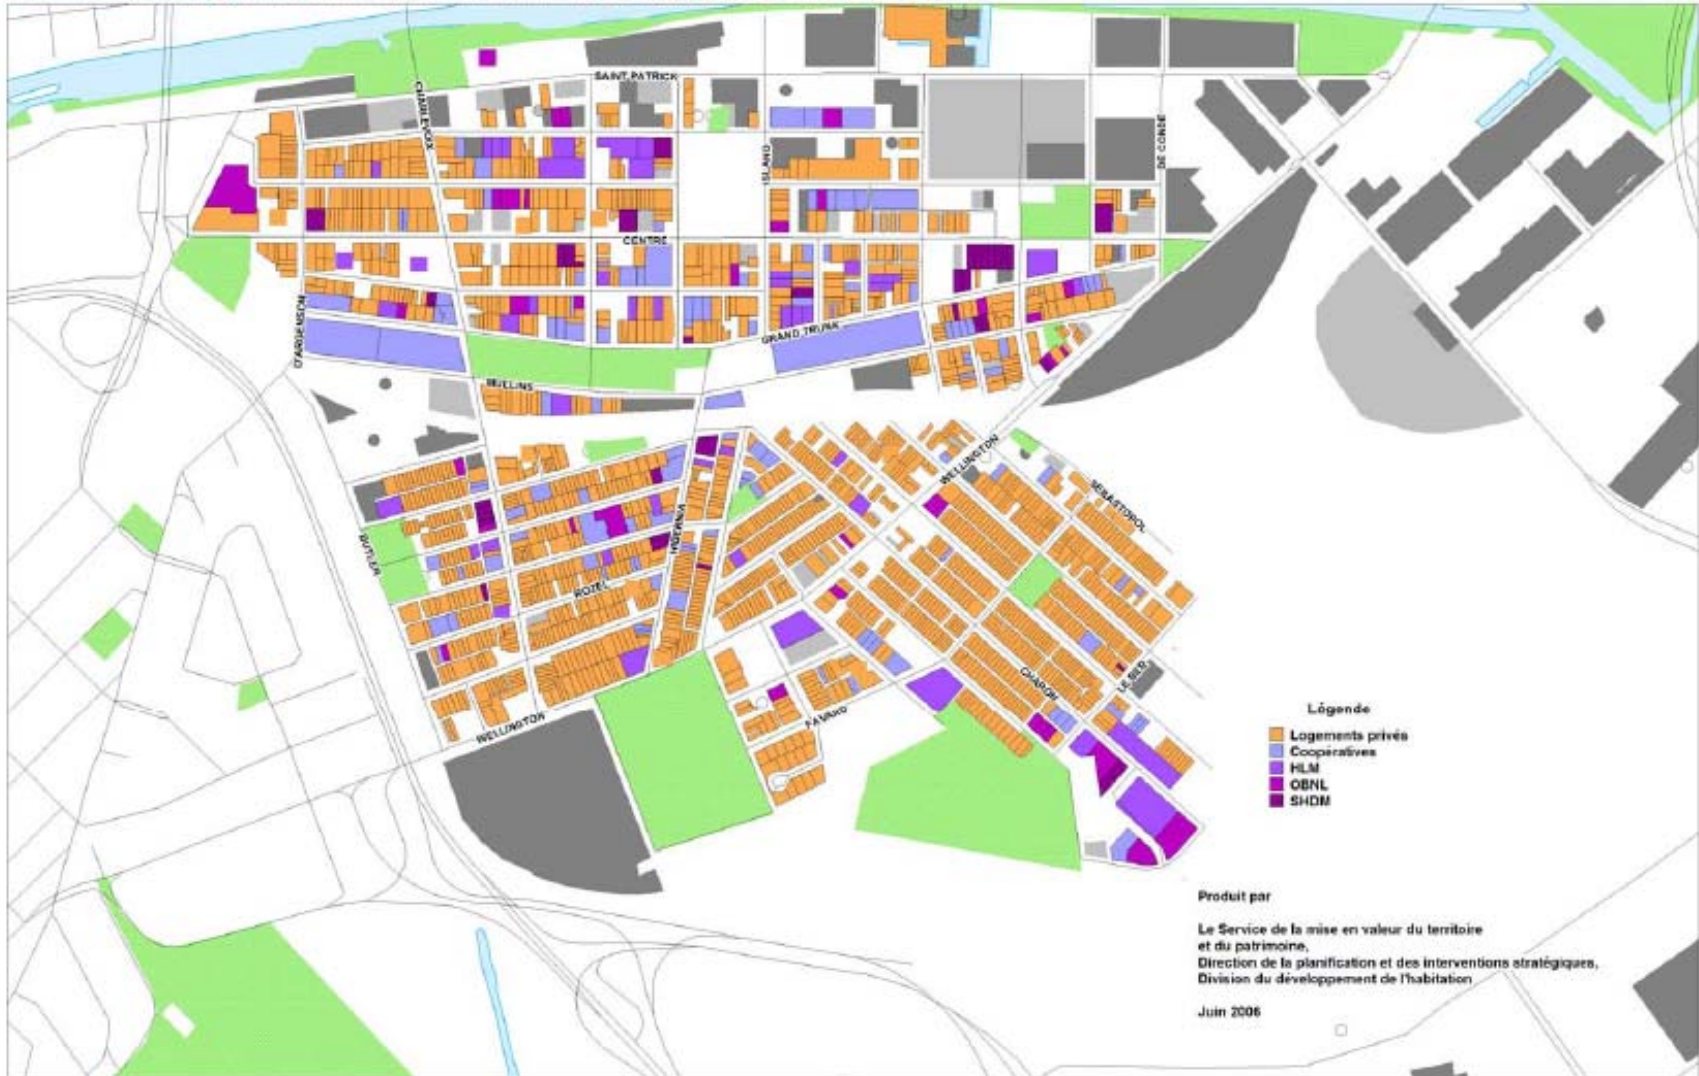 SAINT PATRICK
CHARLEVOIX
ISLAND
BONOC DE
CENTRE
D'ARGENSON
GRAND TRUNK
MULLINS
WELLINGTON
SEBASTOPOL
BUTLER
HIBERNIA
ROZEL
CHARON
LE BER
FAVARD
WELLINGTON
Légende
Logements privés
Coopératives
HLM
OBNL
SHDM
Produit par
Le Service de la mise en valeur du territoire
et du patrimoine,
Direction de la planification et des interventions stratégiques,
Division du développement de l'habitation
Juin 2006